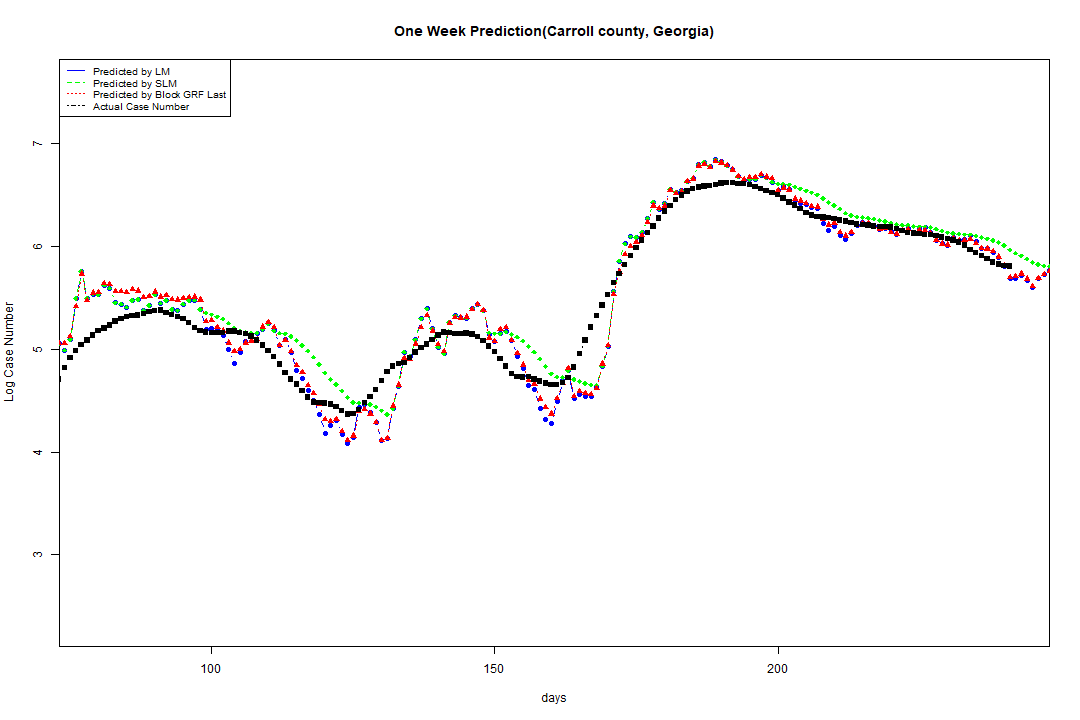 One Week Prediction(Carroll county, Georgia)
Predicted by LM
Predicted by SLM
Predicted by Block GRF Last
Actual Case Number
7
6
5
4
3
Log Case Number
100 150 200
days